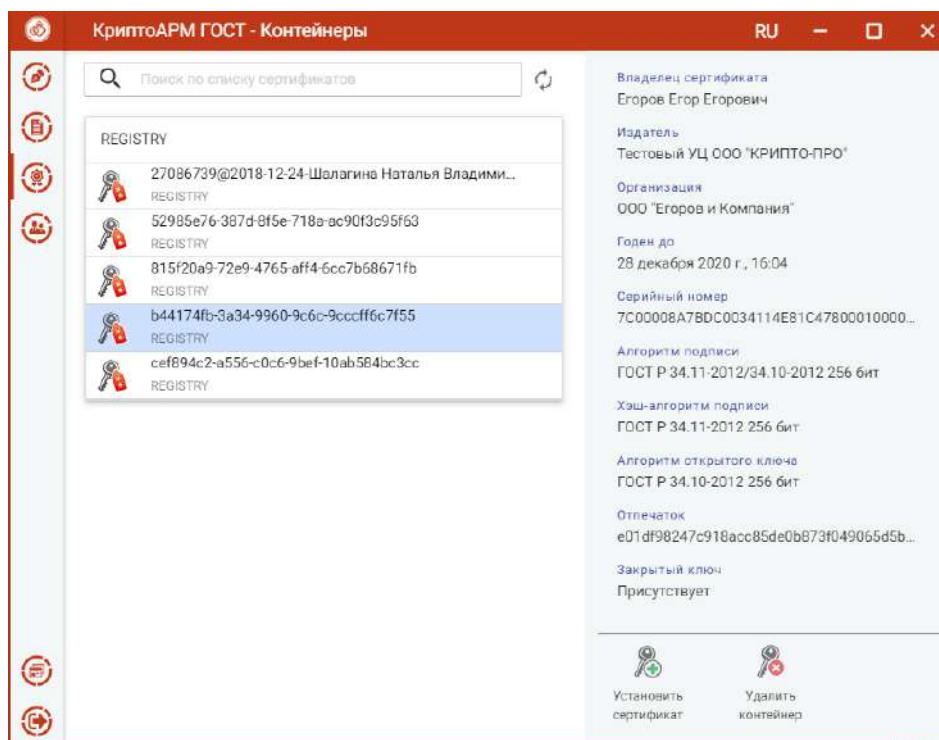 КриптоАРМ ГОСТ - Контейнеры
RU
Поиск по списку сертификатов
REGISTRY
27086739@2018-12-24-Шалагина Наталья Владими...
REGISTRY
52985e76-387d-8f5e-718a-ac90f3c95f63
REGISTRY
815f20a9-72e9-4765-aff4-6cc7b68671fb
REGISTRY
b44174fb-3a34-9960-9c6c-9cccff6c7f55
REGISTRY
cef894c2-a556-c0c6-9bef-10ab584bc3cc
REGISTRY
Владелец сертификата
Егоров Егор Егорович
Издатель
Тестовый УЦ ООО "КРИПТО-ПРО"
Организация
ООО "Егоров и Компания"
Годен до
28 декабря 2020 г., 16:04
Серийный номер
7C00008A7BDC0034114E81C47800010000...
Алгоритм подписи
ГОСТ Р 34.11-2012/34.10-2012 256 бит
Хэш-алгоритм подписи
ГОСТ Р 34.11-2012 256 бит
Алгоритм открытого ключа
ГОСТ Р 34.10-2012 256 бит
Отпечаток
e01df98247c918acc85de0b873f049065d5b...
Закрытый ключ
Присутствует
Установить
сертификат
Удалить
контейнер